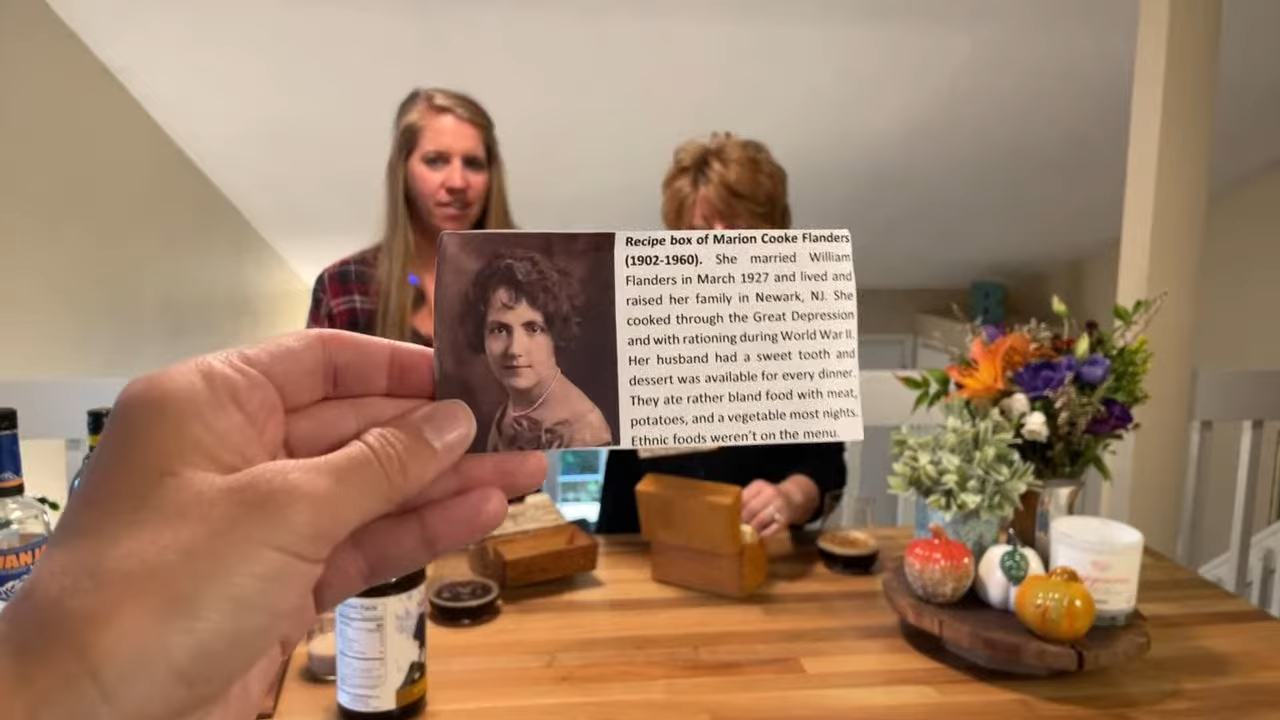 Recipe box of Marion Cooke Flanders
(1902-1960). She married William
Flanders in March 1927 and lived and
raised her family in Newark, NJ. She
cooked through the Great Depression
and with rationing during World War II.
Her husband had a sweet tooth and
dessert was available for every dinner.
They ate rather bland food with meat,
potatoes, and a vegetable most nights.
Ethnic foods weren't on the menu.